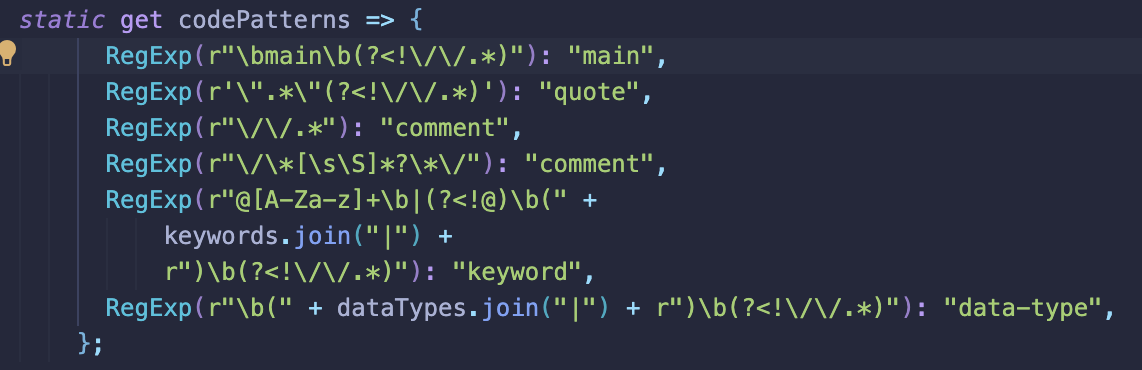 static get codePatterns => {
RegExp(r"\bmain\b(?<!\/\/.*)"): "main",
RegExp(r'\".*\"(?<!\/\/.*)'): "quote",
RegExp(r"\/\/.*"): "comment",
RegExp(r"\/\*[\s\S]*?\*\/"): "comment",
RegExp(r"@[A-Za-z]+\b|(?<!@)\b(" +
keywords.join("|") +
r")\b(?<!\/\/.*)"): "keyword",
RegExp(r"\b(" + dataTypes.join("|") + r")\b(?<!\/\/.*)"): "data-type",
};